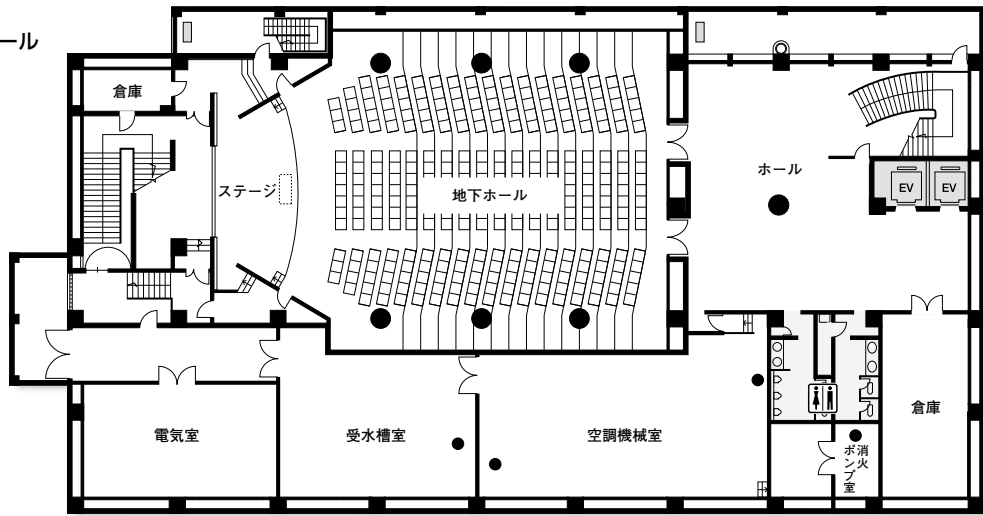 ール
倉庫
ステージ
地下ホール
ホール
EV
EV
電気室
受水槽室
空調機械室
消火
ポンプ室
倉庫